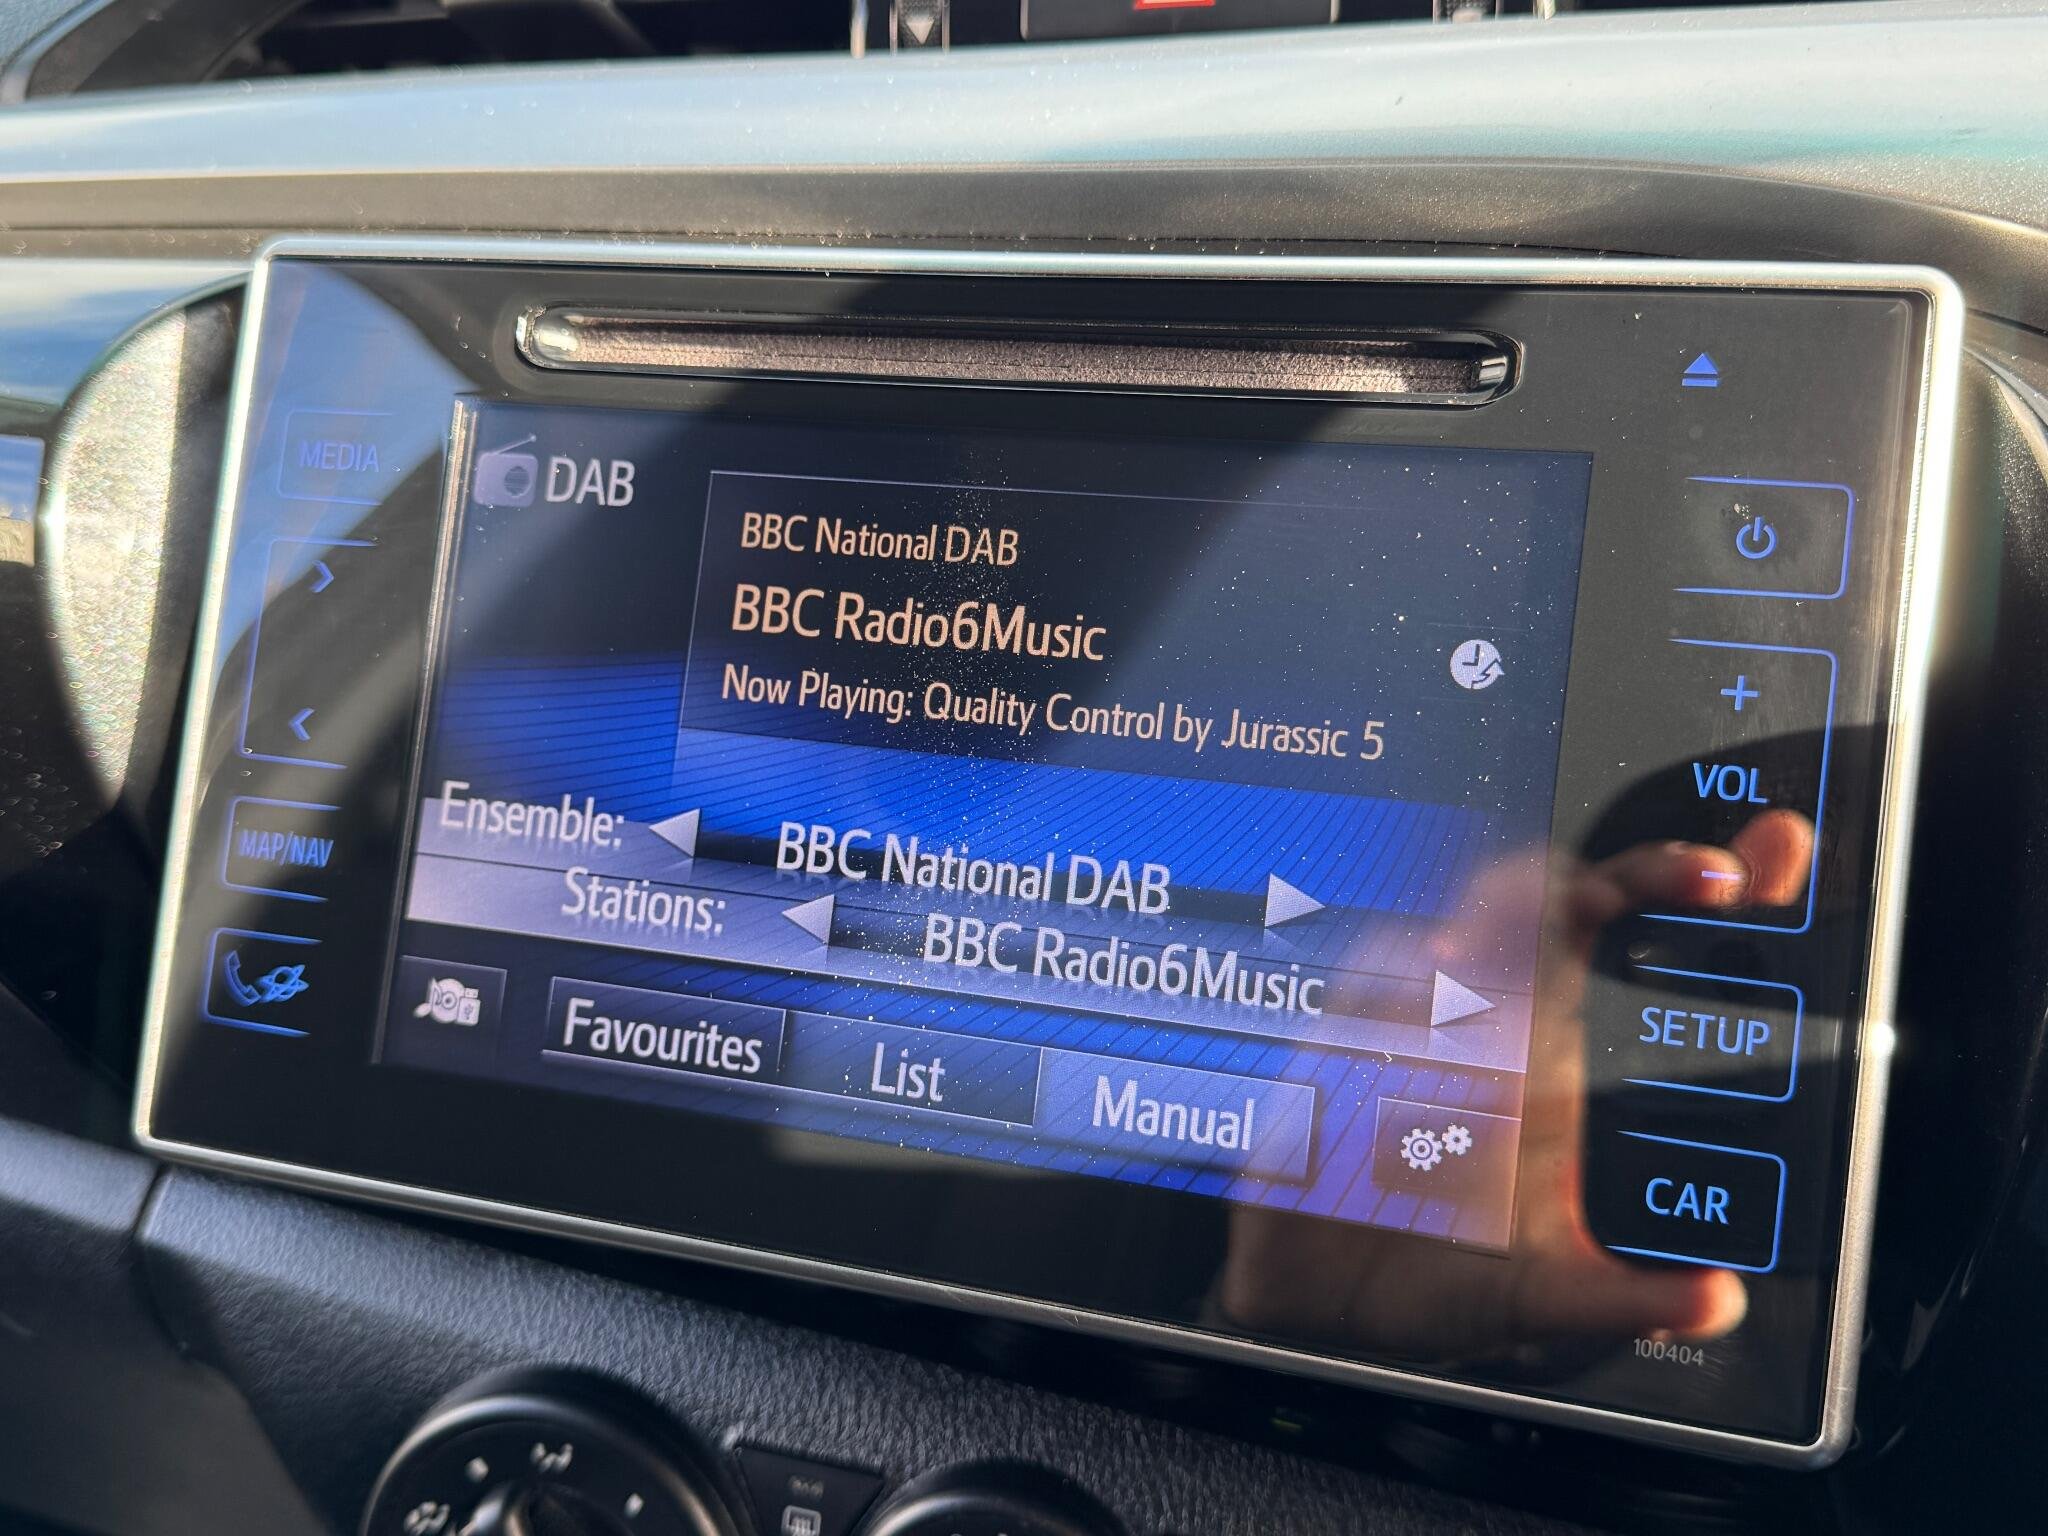 MEDIA
DAB
BBC National DAB
BBC Radio6Music
Now Playing: Quality Control by Jurassic 5
VOL
MAP/NAV
Ensemble: BBC National DAB
Stations: BBC Radio6Music
SETUP
Favourites List Manual
CAR
100404